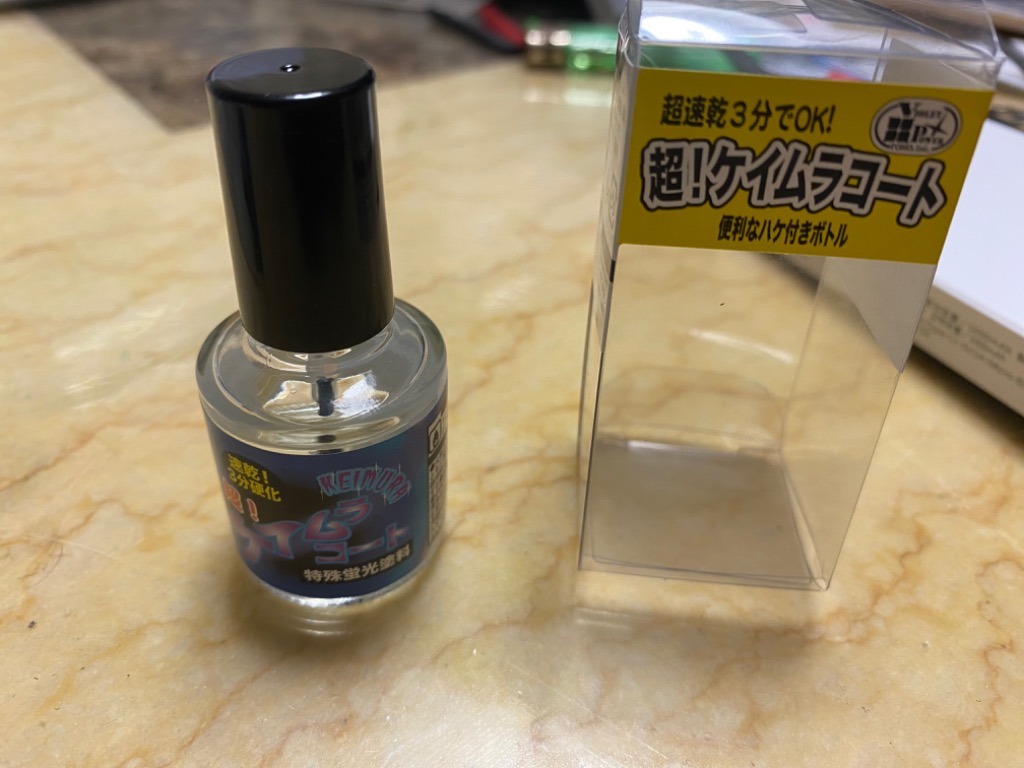 超速乾3分でOK!
超!ケイムラコート
便利なハケ付きボトル
速乾!
3分硬化
KEIMURA
超!
ケイムラ
コート
特殊蛍光塗料